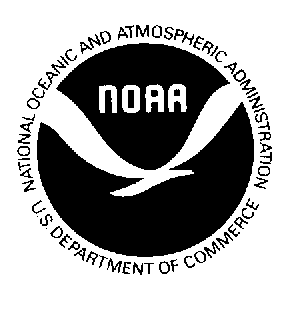 NATIONAL OCEANIC AND ATMOSPHERIC ADMINISTRATION
NOAA
U.S. DEPARTMENT OF COMMERCE